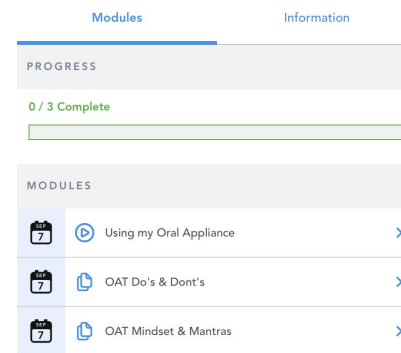 Modules Information
PROGRESS
0 / 3 Complete
MODULES
SEP
7
Using my Oral Appliance
SEP
7
OAT Do's & Dont's
SEP
7
OAT Mindset & Mantras